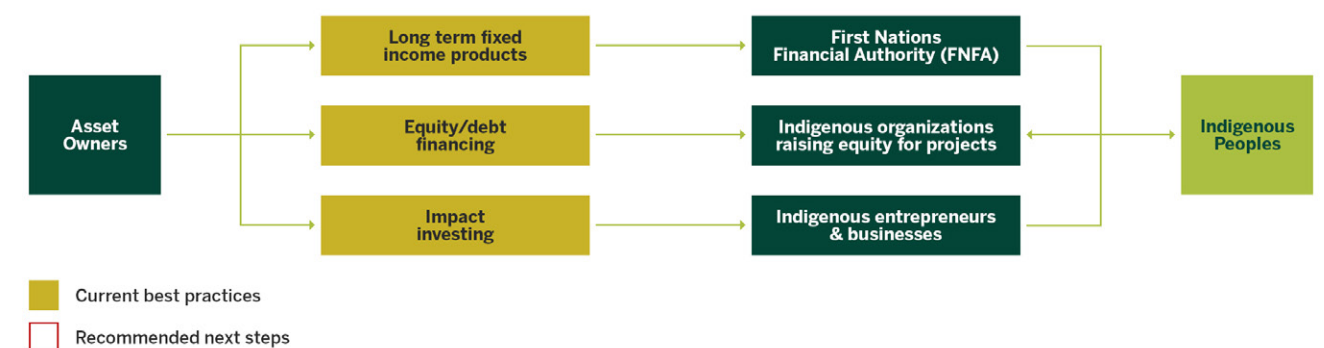 Long term fixed
income products
First Nations
Financial Authority (FNFA)
Asset
Owners
Equity/debt
financing
Indigenous organizations
raising equity for projects
Indigenous
Peoples
Impact
investing
Indigenous entrepreneurs
& businesses
Current best practices
Recommended next steps